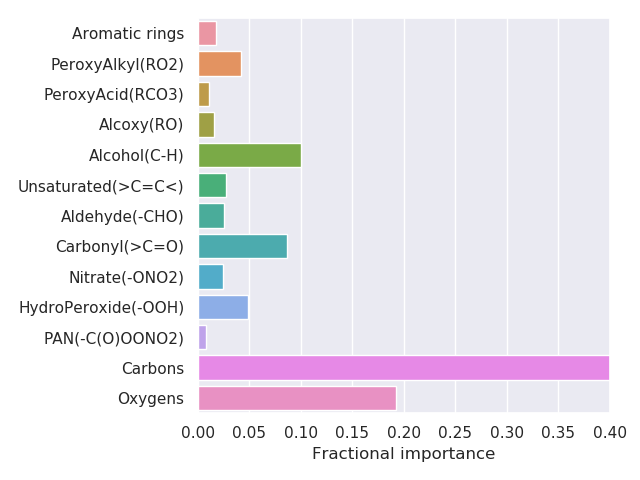 Aromatic rings
PeroxyAlkyl(RO2)
PeroxyAcid(RCO3)
Alcoxy(RO)
Alcohol(C-H)
Unsaturated(>C=C<)
Aldehyde(-CHO)
Carbonyl(>C=O)
Nitrate(-ONO2)
HydroPeroxide(-OOH)
PAN(-C(O)OONO2)
Carbons
Oxygens
0.00 0.05 0.10 0.15 0.20 0.25 0.30 0.35 0.40
Fractional importance